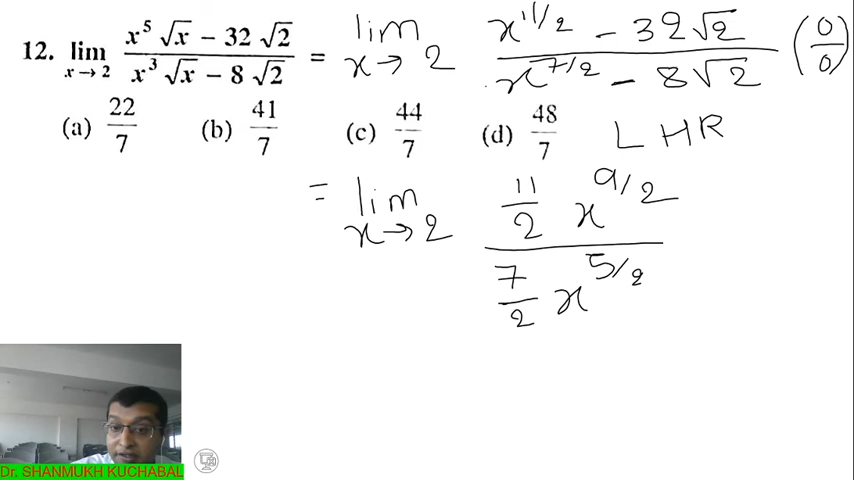 12. lim x→2 (x⁵ √x − 32 √2)/(x³ √x − 8 √2) = lim x→2 (x^11/2 − 32√2)/(x^7/2 − 8√2) (0/0)
(a) 22/7 (b) 41/7 (c) 44/7 (d) 48/7 L H R
= lim x→2 (11/2 x^9/2)/(7/2 x^5/2)
Dr. SHANMUKH KUCHABAL